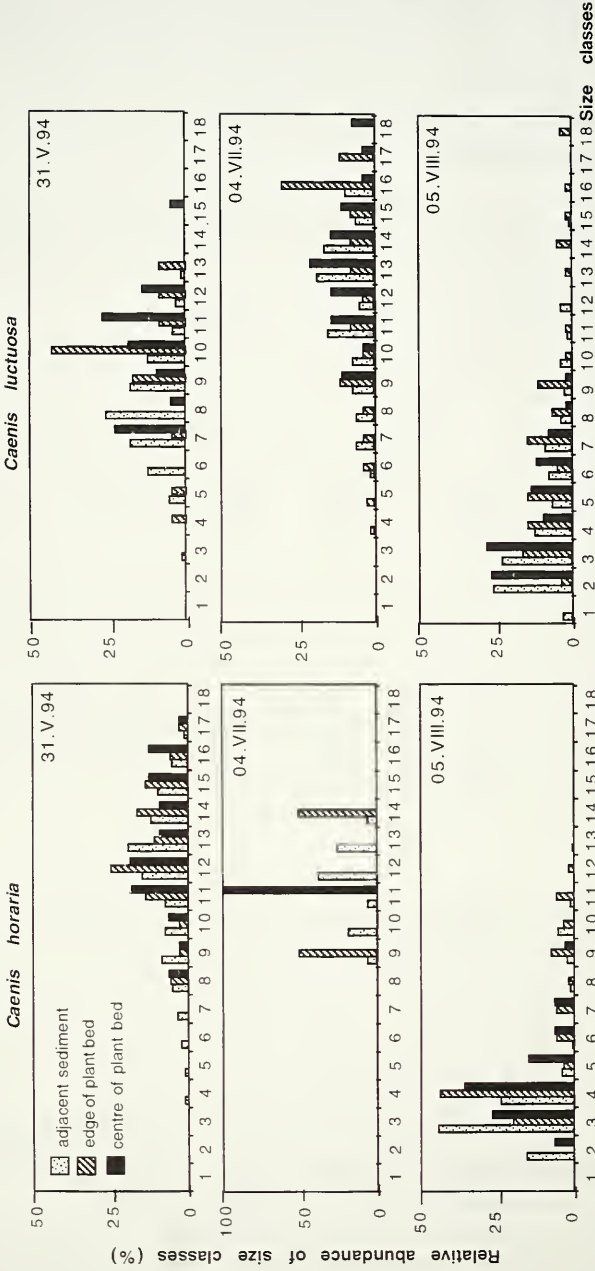 Caenis horaria
Caenis luctuosa
31.V.94
adjacent sediment
edge of plant bed
centre of plant bed
50
25
0
1 2 3 4 5 6 7 8 9 10 11 12 13 14 15 16 17 18
31.V.94
50
25
0
1 2 3 4 5 6 7 8 9 10 11 12 13 14 15 16 17 18
04.VII.94
100
50
0
1 2 3 4 5 6 7 8 9 10 11 12 13 14 15 16 17 18
04.VII.94
50
25
0
1 2 3 4 5 6 7 8 9 10 11 12 13 14 15 16 17 18
05.VIII.94
50
25
0
1 2 3 4 5 6 7 8 9 10 11 12 13 14 15 16 17 18
05.VIII.94
50
25
0
1 2 3 4 5 6 7 8 9 10 11 12 13 14 15 16 17 18
Size classes
Relative abundance of size classes (%)